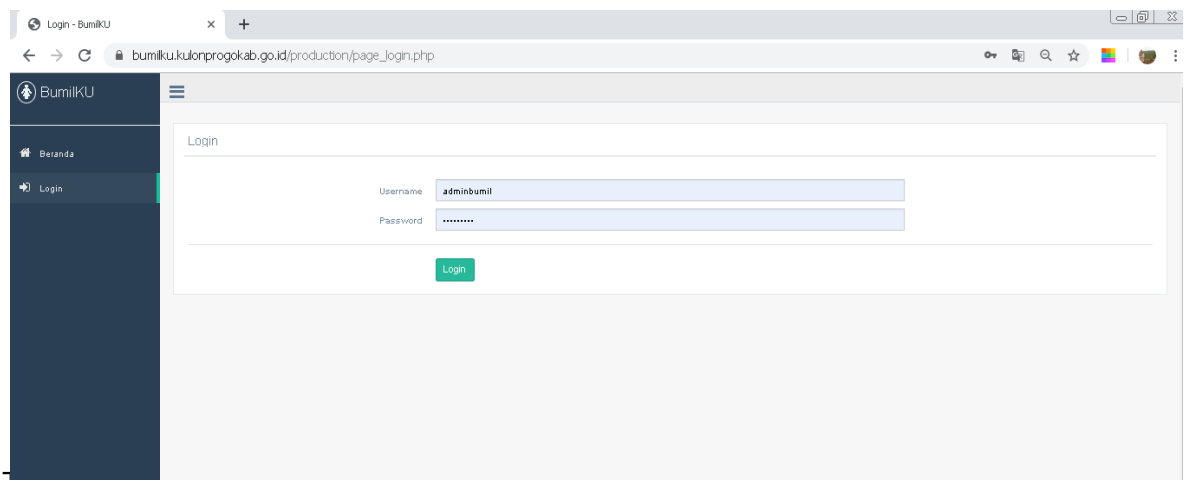 Login - BumilKU
bumilku.kulonprogokab.go.id/production/page_login.php
BumilKU
Login
Beranda
Login
Username adminbumil
Password •••••••••
Login